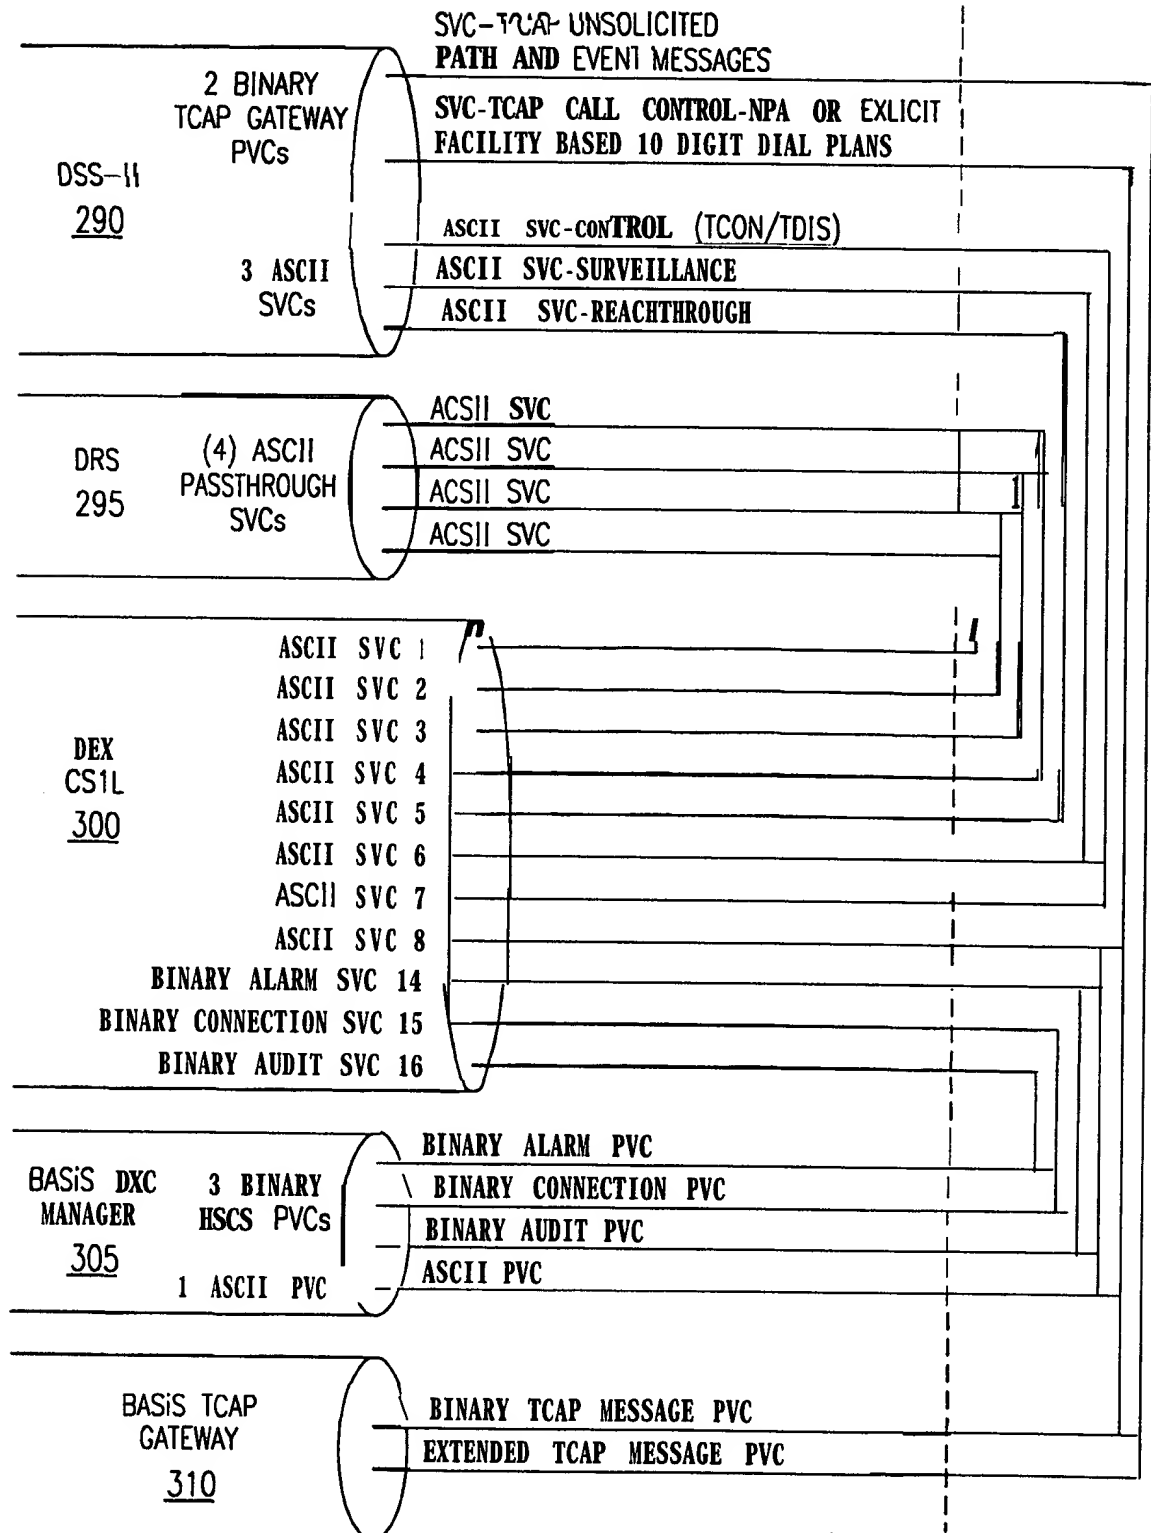 SVC-TCAP UNSOLICITED
PATH AND EVENT MESSAGES
2 BINARY
TCAP GATEWAY
PVCs
SVC-TCAP CALL CONTROL-NPA OR EXLICIT
FACILITY BASED 10 DIGIT DIAL PLANS
DSS-II
290
ASCII SVC-CONTROL (TCON/TDIS)
3 ASCII
SVCs
ASCII SVC-SURVEILLANCE
ASCII SVC-REACHTHROUGH
DRS
295
(4) ASCII
PASSTHROUGH
SVCs
ACSII SVC
ACSII SVC
ACSII SVC
ACSII SVC
DEX
CS1L
300
ASCII SVC 1
ASCII SVC 2
ASCII SVC 3
ASCII SVC 4
ASCII SVC 5
ASCII SVC 6
ASCII SVC 7
ASCII SVC 8
BINARY ALARM SVC 14
BINARY CONNECTION SVC 15
BINARY AUDIT SVC 16
BASiS DXC
MANAGER
305
3 BINARY
HSCS PVCs
1 ASCII PVC
BINARY ALARM PVC
BINARY CONNECTION PVC
BINARY AUDIT PVC
ASCII PVC
BASiS TCAP
GATEWAY
310
BINARY TCAP MESSAGE PVC
EXTENDED TCAP MESSAGE PVC